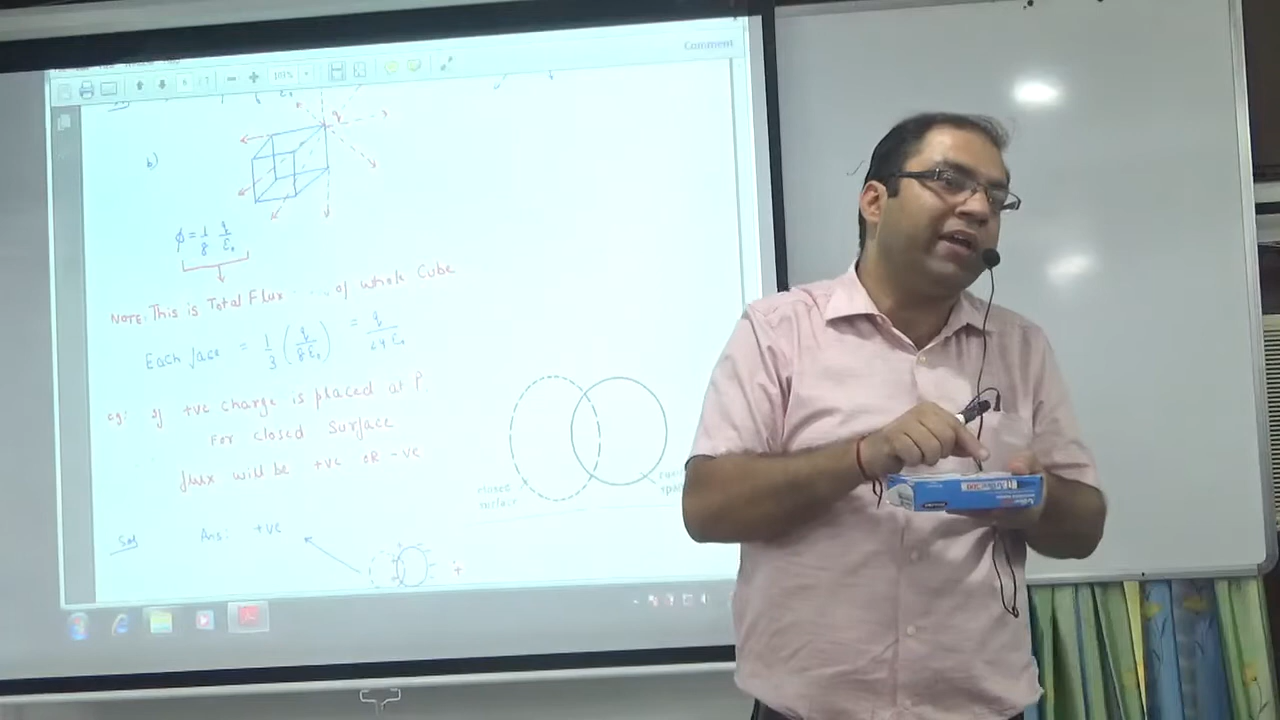 Comment
101%
b)
q
ϕ = 1/8 q/ε₀
NOTE: This is Total Flux ..... of whole Cube
Each face = 1/3 (q/8ε₀) = q/24ε₀
eg: If +ve charge is placed at P.
For closed surface
flux will be +ve OR -ve
closed
Sol Ans: +ve
+